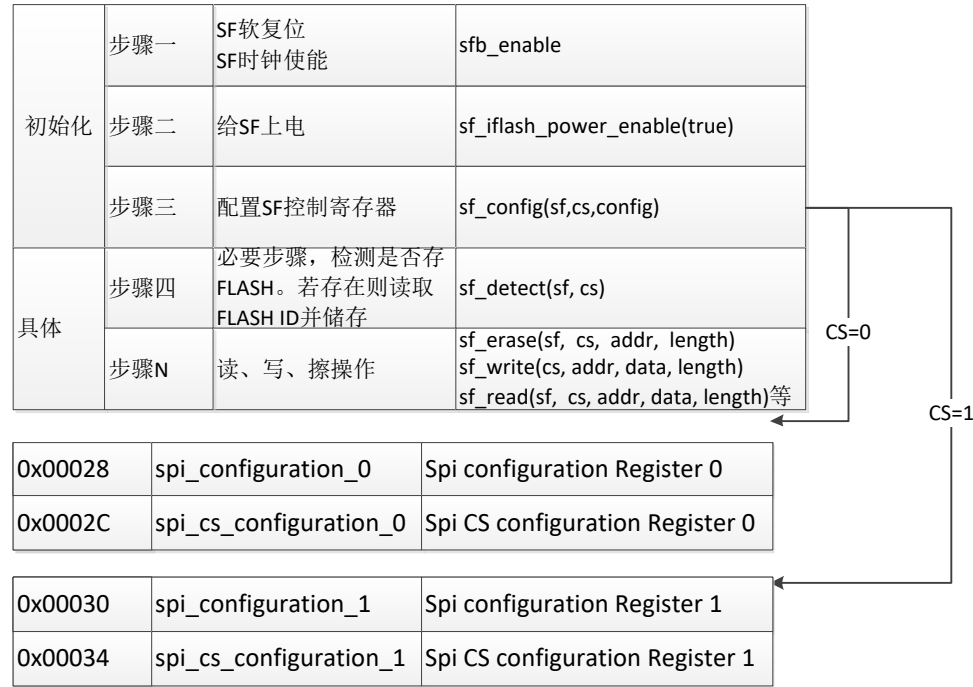 初始化
步骤一
SF软复位
SF时钟使能
sfb_enable
步骤二
给SF上电
sf_iflash_power_enable(true)
步骤三
配置SF控制寄存器
sf_config(sf,cs,config)
具体
步骤四
必要步骤，检测是否存
FLASH。若存在则读取
FLASH ID并储存
sf_detect(sf, cs)
步骤N
读、写、擦操作
sf_erase(sf, cs, addr, length)
sf_write(cs, addr, data, length)
sf_read(sf, cs, addr, data, length)等
CS=0
CS=1
0x00028 spi_configuration_0 Spi configuration Register 0
0x0002C spi_cs_configuration_0 Spi CS configuration Register 0
0x00030 spi_configuration_1 Spi configuration Register 1
0x00034 spi_cs_configuration_1 Spi CS configuration Register 1